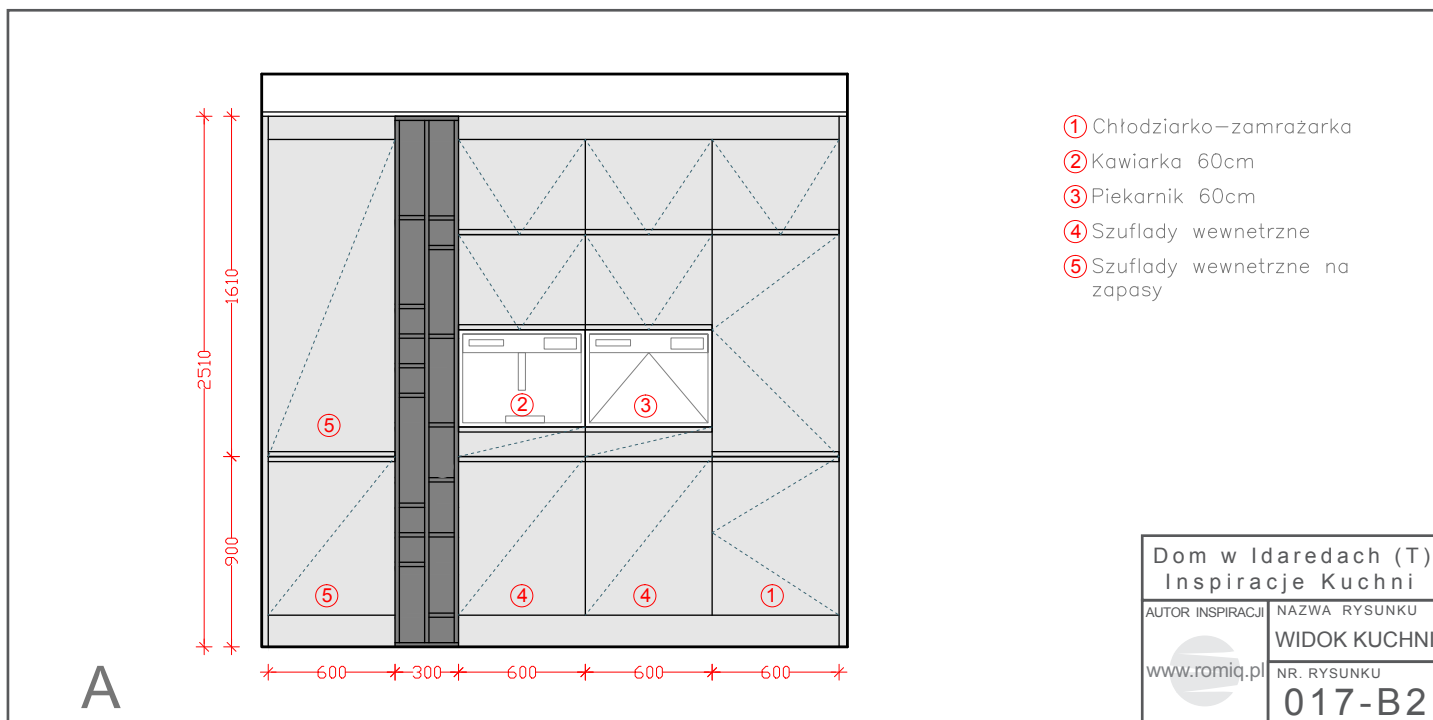 ① Chłodziarko-zamrażarka
② Kawiarka 60cm
③ Piekarnik 60cm
④ Szuflady wewnetrzne
⑤ Szuflady wewnetrzne na
zapasy
2510
1610
900
5
2
3
5
4
4
1
600
300
600
600
600
A
Dom w Idaredach (T)
Inspiracje Kuchni
AUTOR INSPIRACJI
www.romiq.pl
NAZWA RYSUNKU
WIDOK KUCHNI
NR. RYSUNKU
017-B2